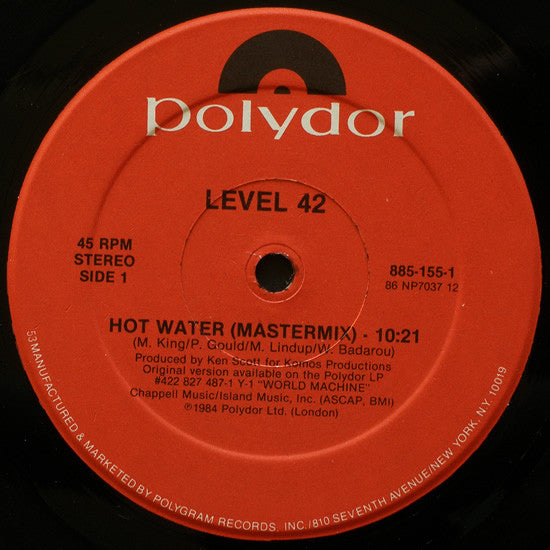 polydor
LEVEL 42
45 RPM
STEREO
SIDE 1
885-155-1
86 NP7037 12
HOT WATER (MASTERMIX) - 10:21
(M. King/P. Gould/M. Lindup/W. Badarou)
Produced by Ken Scott for Komos Productions
Original version available on the Polydor LP
#422 827 487-1 Y-1 "WORLD MACHINE"
Chappell Music/Island Music, Inc. (ASCAP, BMI)
℗1984 Polydor Ltd. (London)
53 MANUFACTURED & MARKETED BY POLYGRAM RECORDS, INC./810 SEVENTH AVENUE/NEW YORK, N.Y. 10019